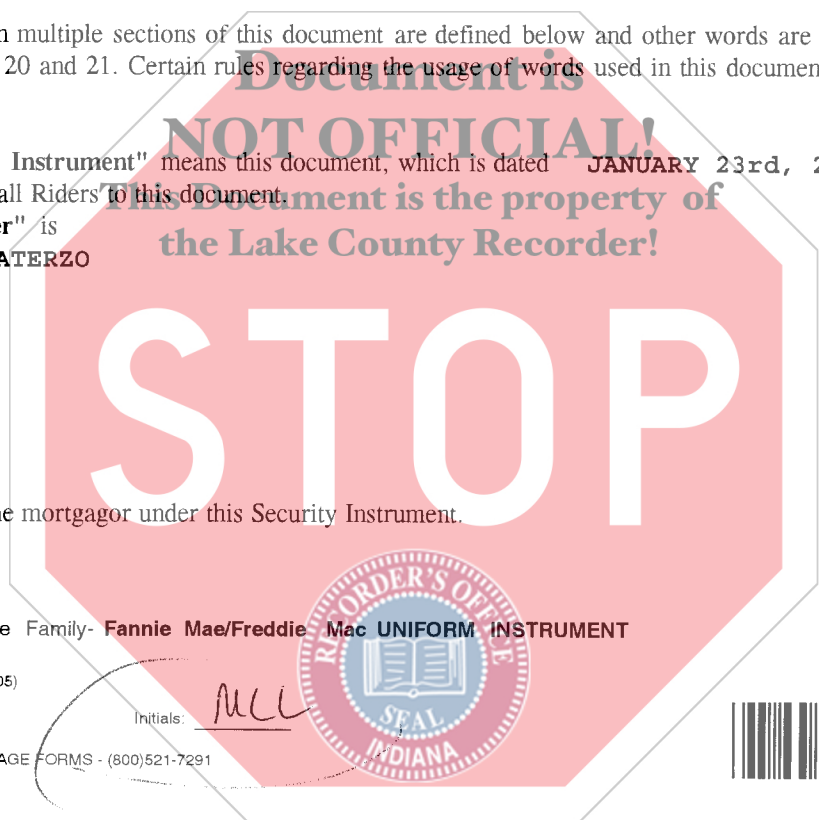 n multiple sections of this document are defined below and other words are
20 and 21. Certain rules regarding the usage of words used in this documen
Document is
NOT OFFICIAL!
Instrument" means this document, which is dated JANUARY 23rd, 2
all Riders to this document.
This Document is the property of
er" is
the Lake County Recorder!
ATERZO
STOP
e mortgagor under this Security Instrument.
RECORDER'S OFFICE
SEAL
INDIANA
e Family- Fannie Mae/Freddie Mac UNIFORM INSTRUMENT
05)
Initials: MCL
AGE FORMS - (800)521-7291